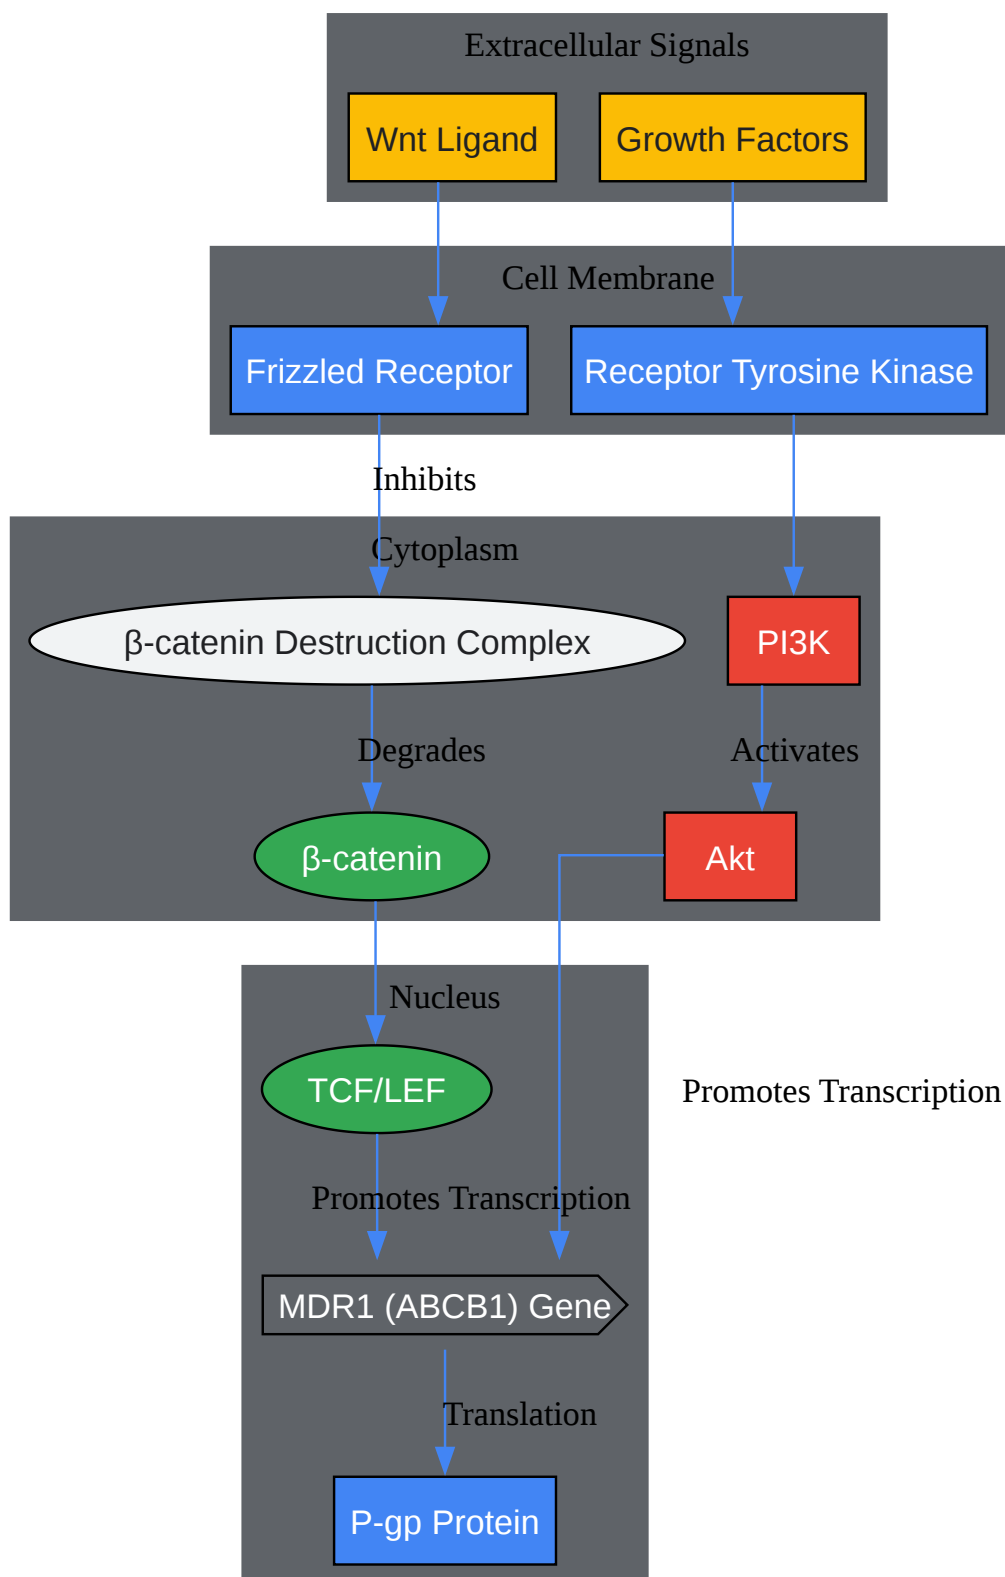 Extracellular Signals
Wnt Ligand
Growth Factors
Cell Membrane
Frizzled Receptor
Receptor Tyrosine Kinase
Inhibits
Cytoplasm
β-catenin Destruction Complex
PI3K
Degrades
Activates
β-catenin
Akt
Nucleus
TCF/LEF
Promotes Transcription
Promotes Transcription
MDR1 (ABCB1) Gene
Translation
P-gp Protein